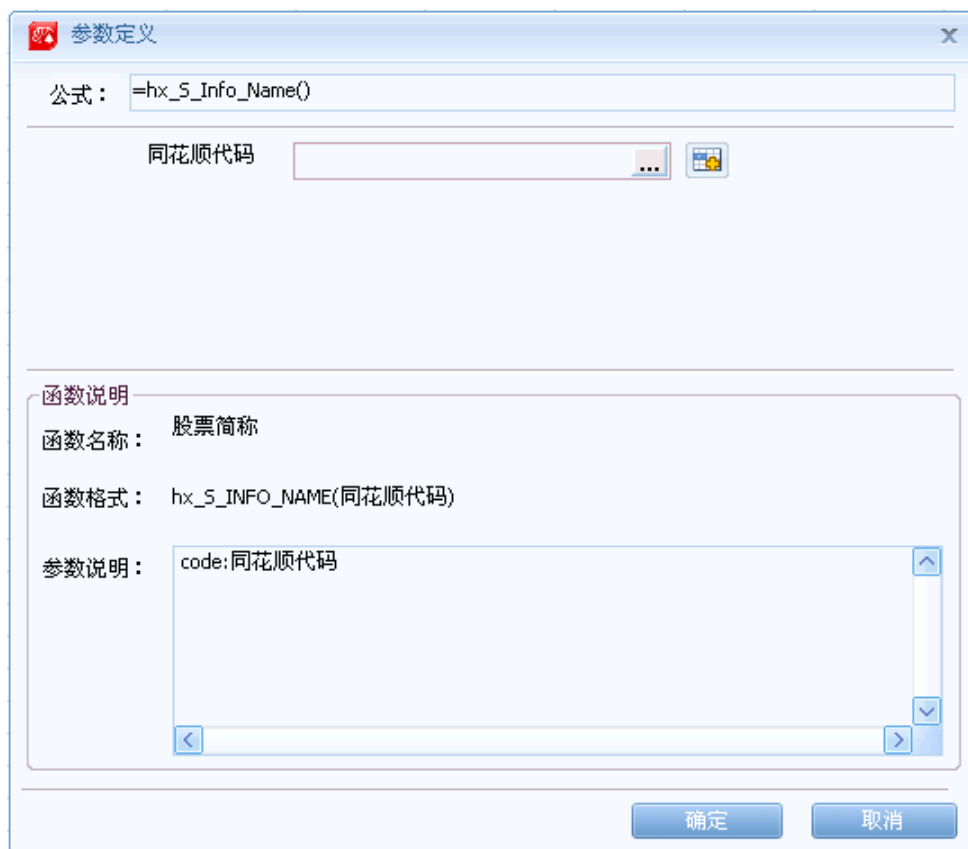 参数定义
公式：
=hx_S_Info_Name()
同花顺代码
...
函数说明
函数名称：
股票简称
函数格式：
hx_S_INFO_NAME(同花顺代码)
参数说明：
code:同花顺代码
确定
取消